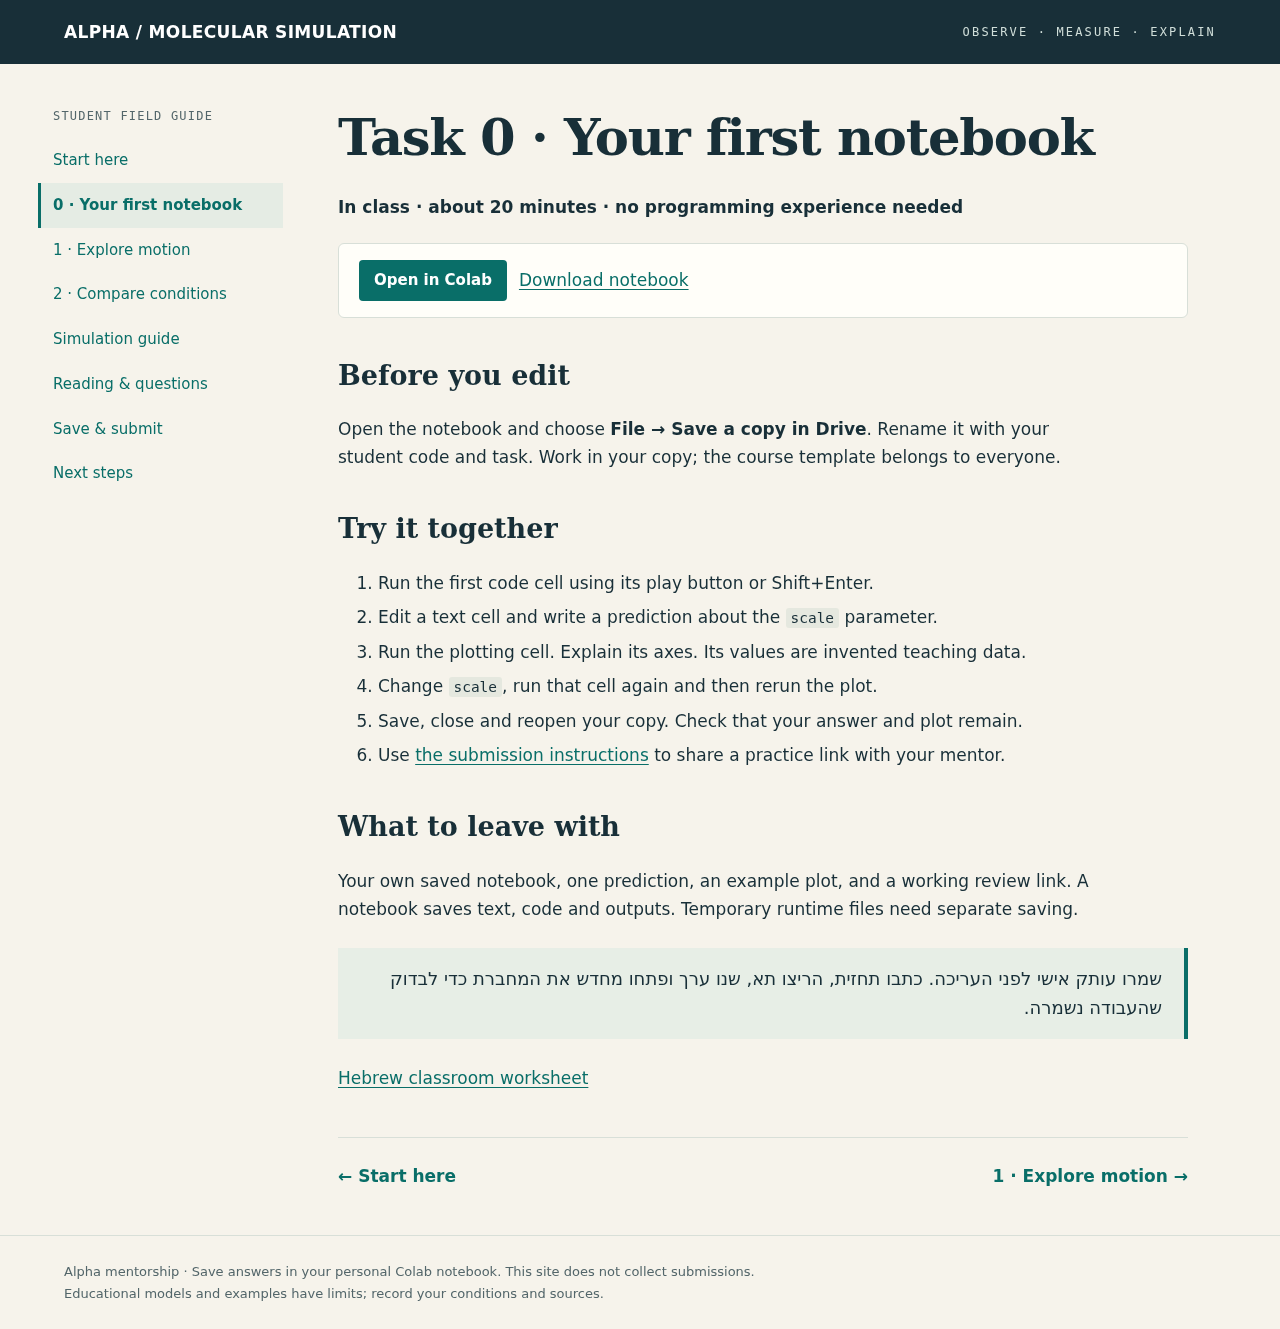 ALPHA / MOLECULAR SIMULATION
OBSERVE · MEASURE · EXPLAIN
STUDENT FIELD GUIDE
Start here
0 · Your first notebook
1 · Explore motion
2 · Compare conditions
Simulation guide
Reading & questions
Save & submit
Next steps
Task 0 · Your first notebook
In class · about 20 minutes · no programming experience needed
Open in Colab Download notebook
Before you edit
Open the notebook and choose File → Save a copy in Drive. Rename it with your
student code and task. Work in your copy; the course template belongs to everyone.
Try it together
1. Run the first code cell using its play button or Shift+Enter.
2. Edit a text cell and write a prediction about the scale parameter.
3. Run the plotting cell. Explain its axes. Its values are invented teaching data.
4. Change scale, run that cell again and then rerun the plot.
5. Save, close and reopen your copy. Check that your answer and plot remain.
6. Use the submission instructions to share a practice link with your mentor.
What to leave with
Your own saved notebook, one prediction, an example plot, and a working review link. A
notebook saves text, code and outputs. Temporary runtime files need separate saving.
שמרו עותק אישי לפני העריכה. כתבו תחזית, הריצו תא, שנו ערך ופתחו מחדש את המחברת כדי לבדוק
שהעבודה נשמרה.
Hebrew classroom worksheet
← Start here
1 · Explore motion →
Alpha mentorship · Save answers in your personal Colab notebook. This site does not collect submissions.
Educational models and examples have limits; record your conditions and sources.